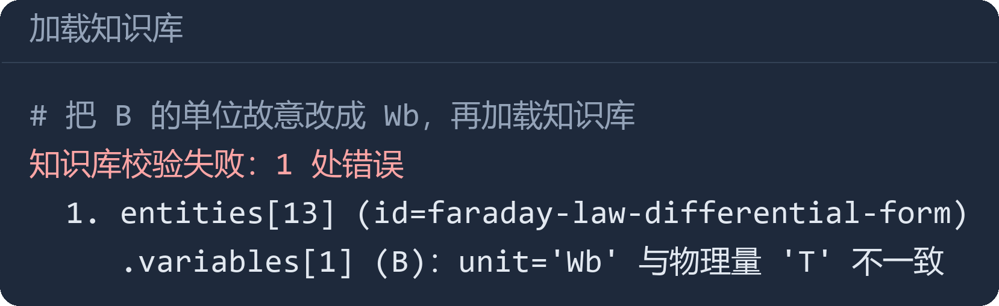 加载知识库
# 把 B 的单位故意改成 Wb，再加载知识库
知识库校验失败：1 处错误
1. entities[13] (id=faraday-law-differential-form)
.variables[1] (B)：unit='Wb' 与物理量 'T' 不一致